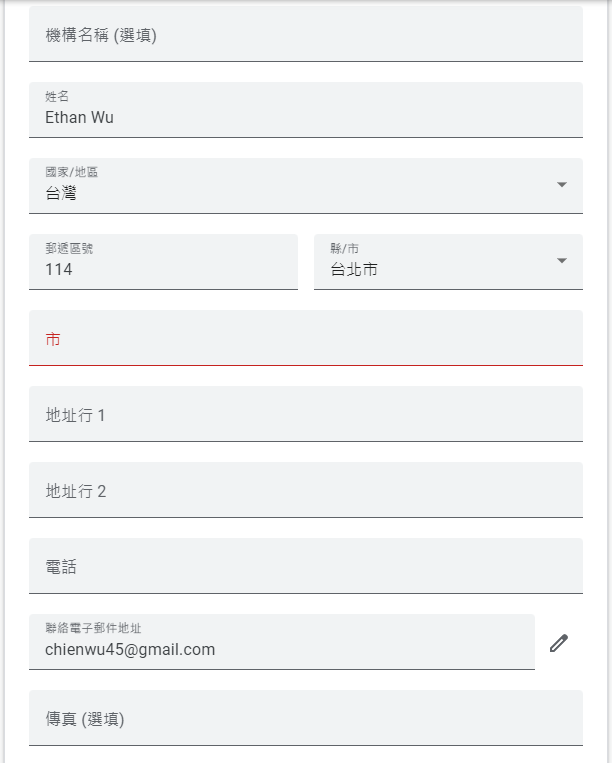 機構名稱 (選填)
姓名
Ethan Wu
國家/地區
台灣
郵遞區號
114
縣/市
台北市
市
地址行 1
地址行 2
電話
聯絡電子郵件地址
chienwu45@gmail.com
傳真 (選填)